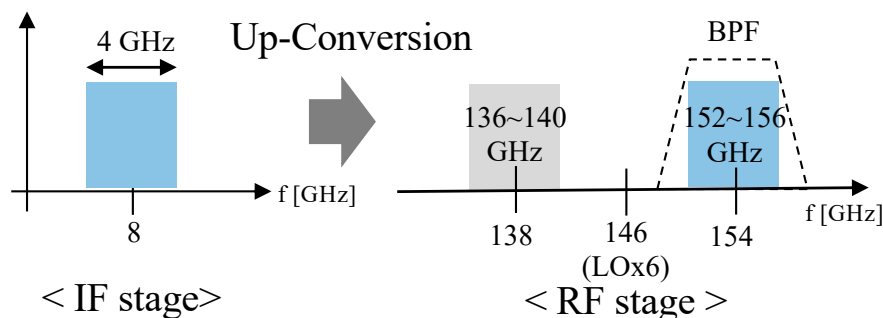 4 GHz
Up-Conversion
BPF
136~140
GHz
152~156
GHz
f [GHz]
f [GHz]
8
138
146
154
(LOx6)
< IF stage>
< RF stage >